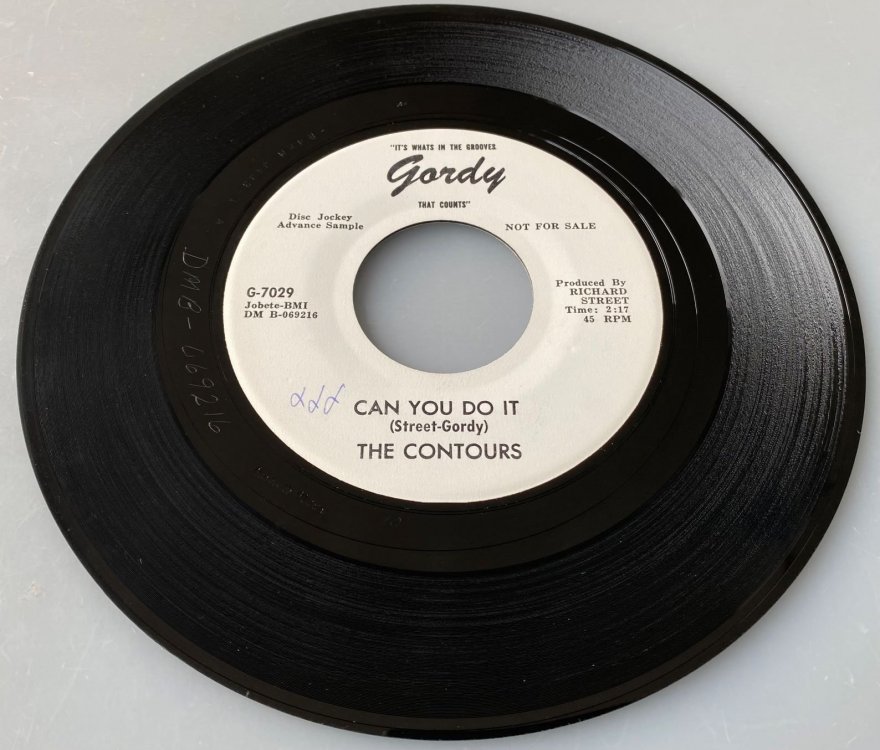 "IT'S WHATS IN THE GROOVES
Gordy
THAT COUNTS"
Disc Jockey
Advance Sample
NOT FOR SALE
G-7029
Jobete-BMI
DM B-069216
Produced By
RICHARD
STREET
Time: 2:17
45 RPM
CAN YOU DO IT
(Street-Gordy)
THE CONTOURS
DMB-069216